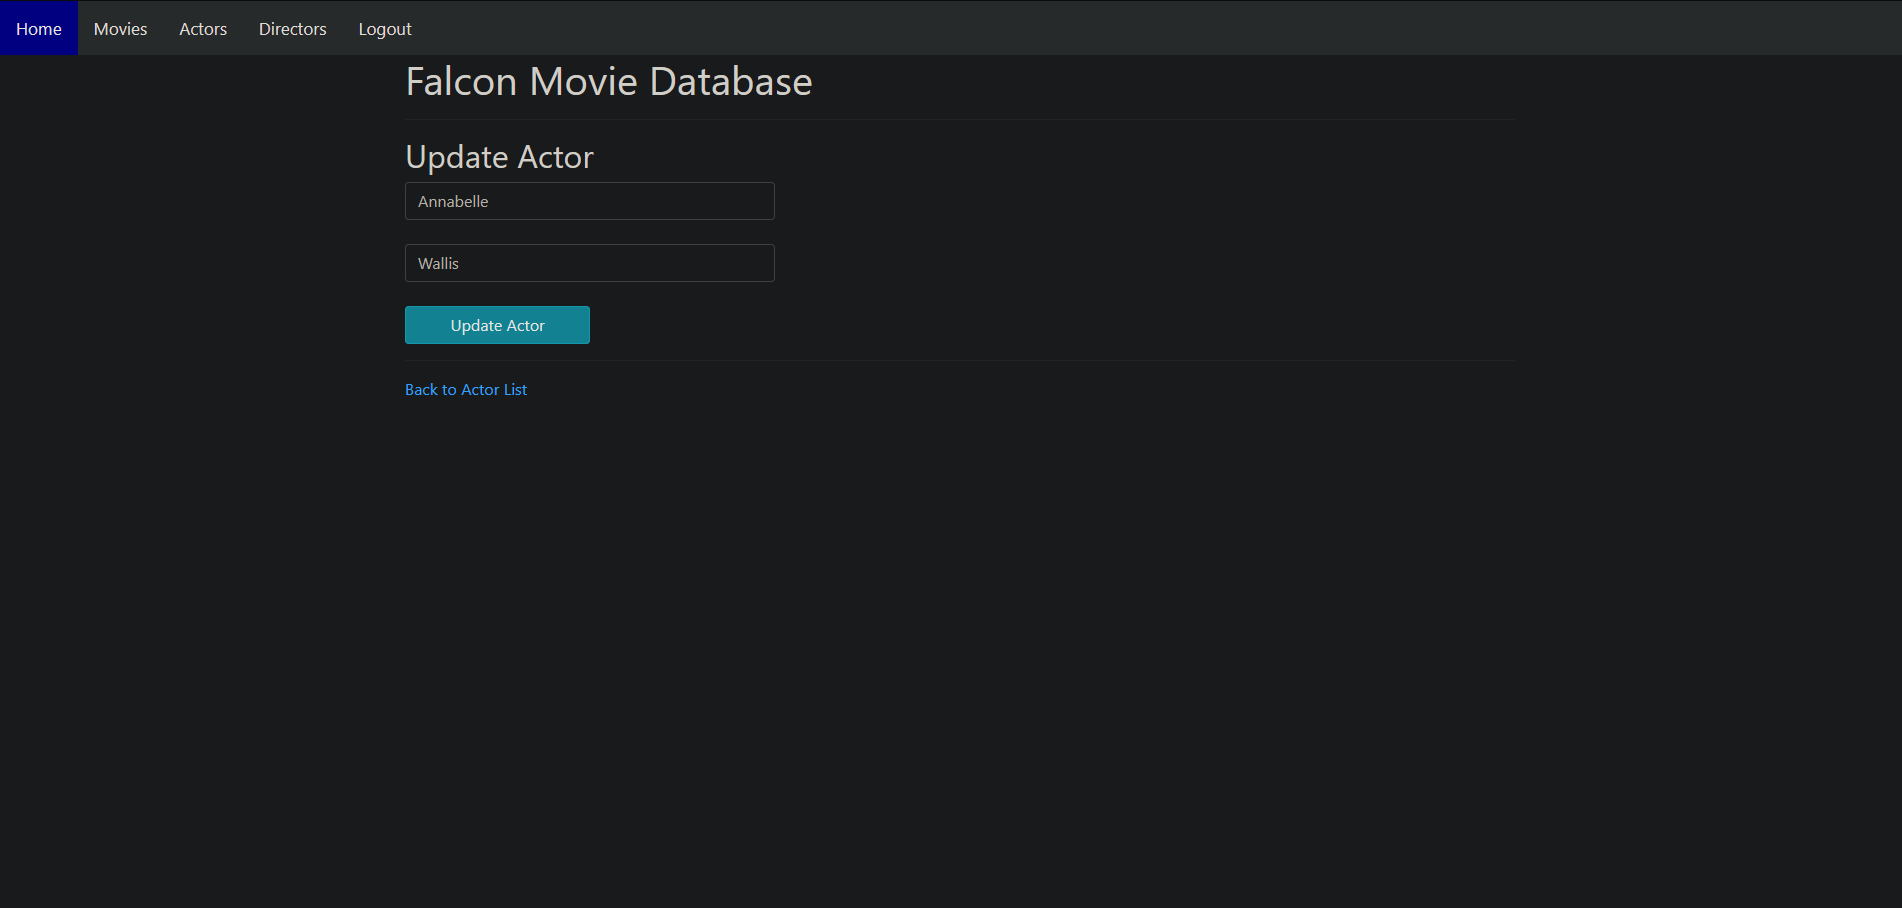 Home Movies Actors Directors Logout
Falcon Movie Database
Update Actor
Annabelle
Wallis
Update Actor
Back to Actor List